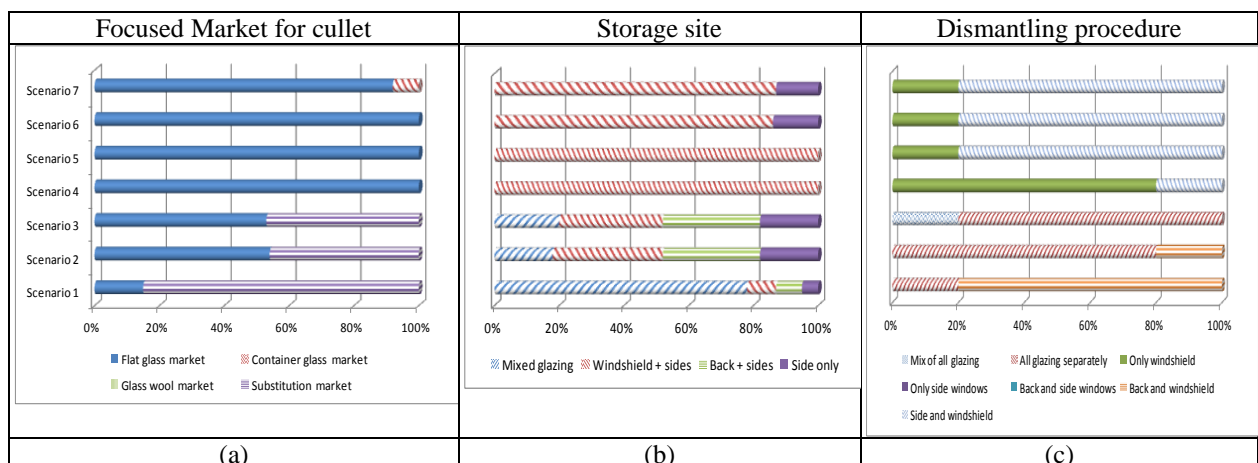 Focused Market for cullet
Storage site
Dismantling procedure
Scenario 7
Scenario 6
Scenario 5
Scenario 4
Scenario 3
Scenario 2
Scenario 1
0% 20% 40% 60% 80% 100%
Flat glass market Container glass market
Glass wool market Substitution market
0% 20% 40% 60% 80% 100%
Mixed glazing Windshield + sides Back + sides Side only
0% 20% 40% 60% 80% 100%
Mix of all glazing All glazing separately Only windshield
Only side windows Back and side windows Back and windshield
Side and windshield
(a)
(b)
(c)